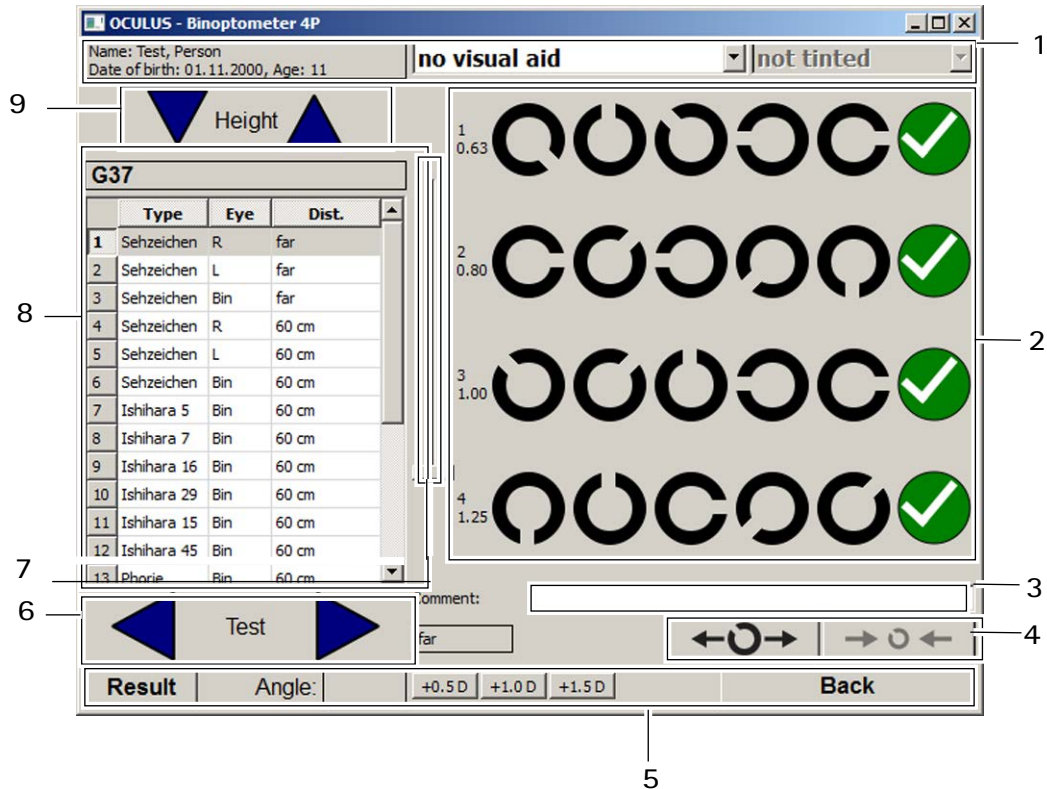 OCULUS - Binoptometer 4P
Name: Test, Person
Date of birth: 01.11.2000, Age: 11
no visual aid
not tinted
1
9
Height
G37
Type Eye Dist.
1 Sehzeichen R far
2 Sehzeichen L far
3 Sehzeichen Bin far
4 Sehzeichen R 60 cm
5 Sehzeichen L 60 cm
6 Sehzeichen Bin 60 cm
7 Ishihara 5 Bin 60 cm
8 Ishihara 7 Bin 60 cm
9 Ishihara 16 Bin 60 cm
10 Ishihara 29 Bin 60 cm
11 Ishihara 15 Bin 60 cm
12 Ishihara 45 Bin 60 cm
13 Phorie Bin 60 cm
8
1
0.63
2
0.80
3
1.00
4
1.25
2
7
6
Test
Comment:
far
3
4
Result Angle: +0.5 D +1.0 D +1.5 D Back
5